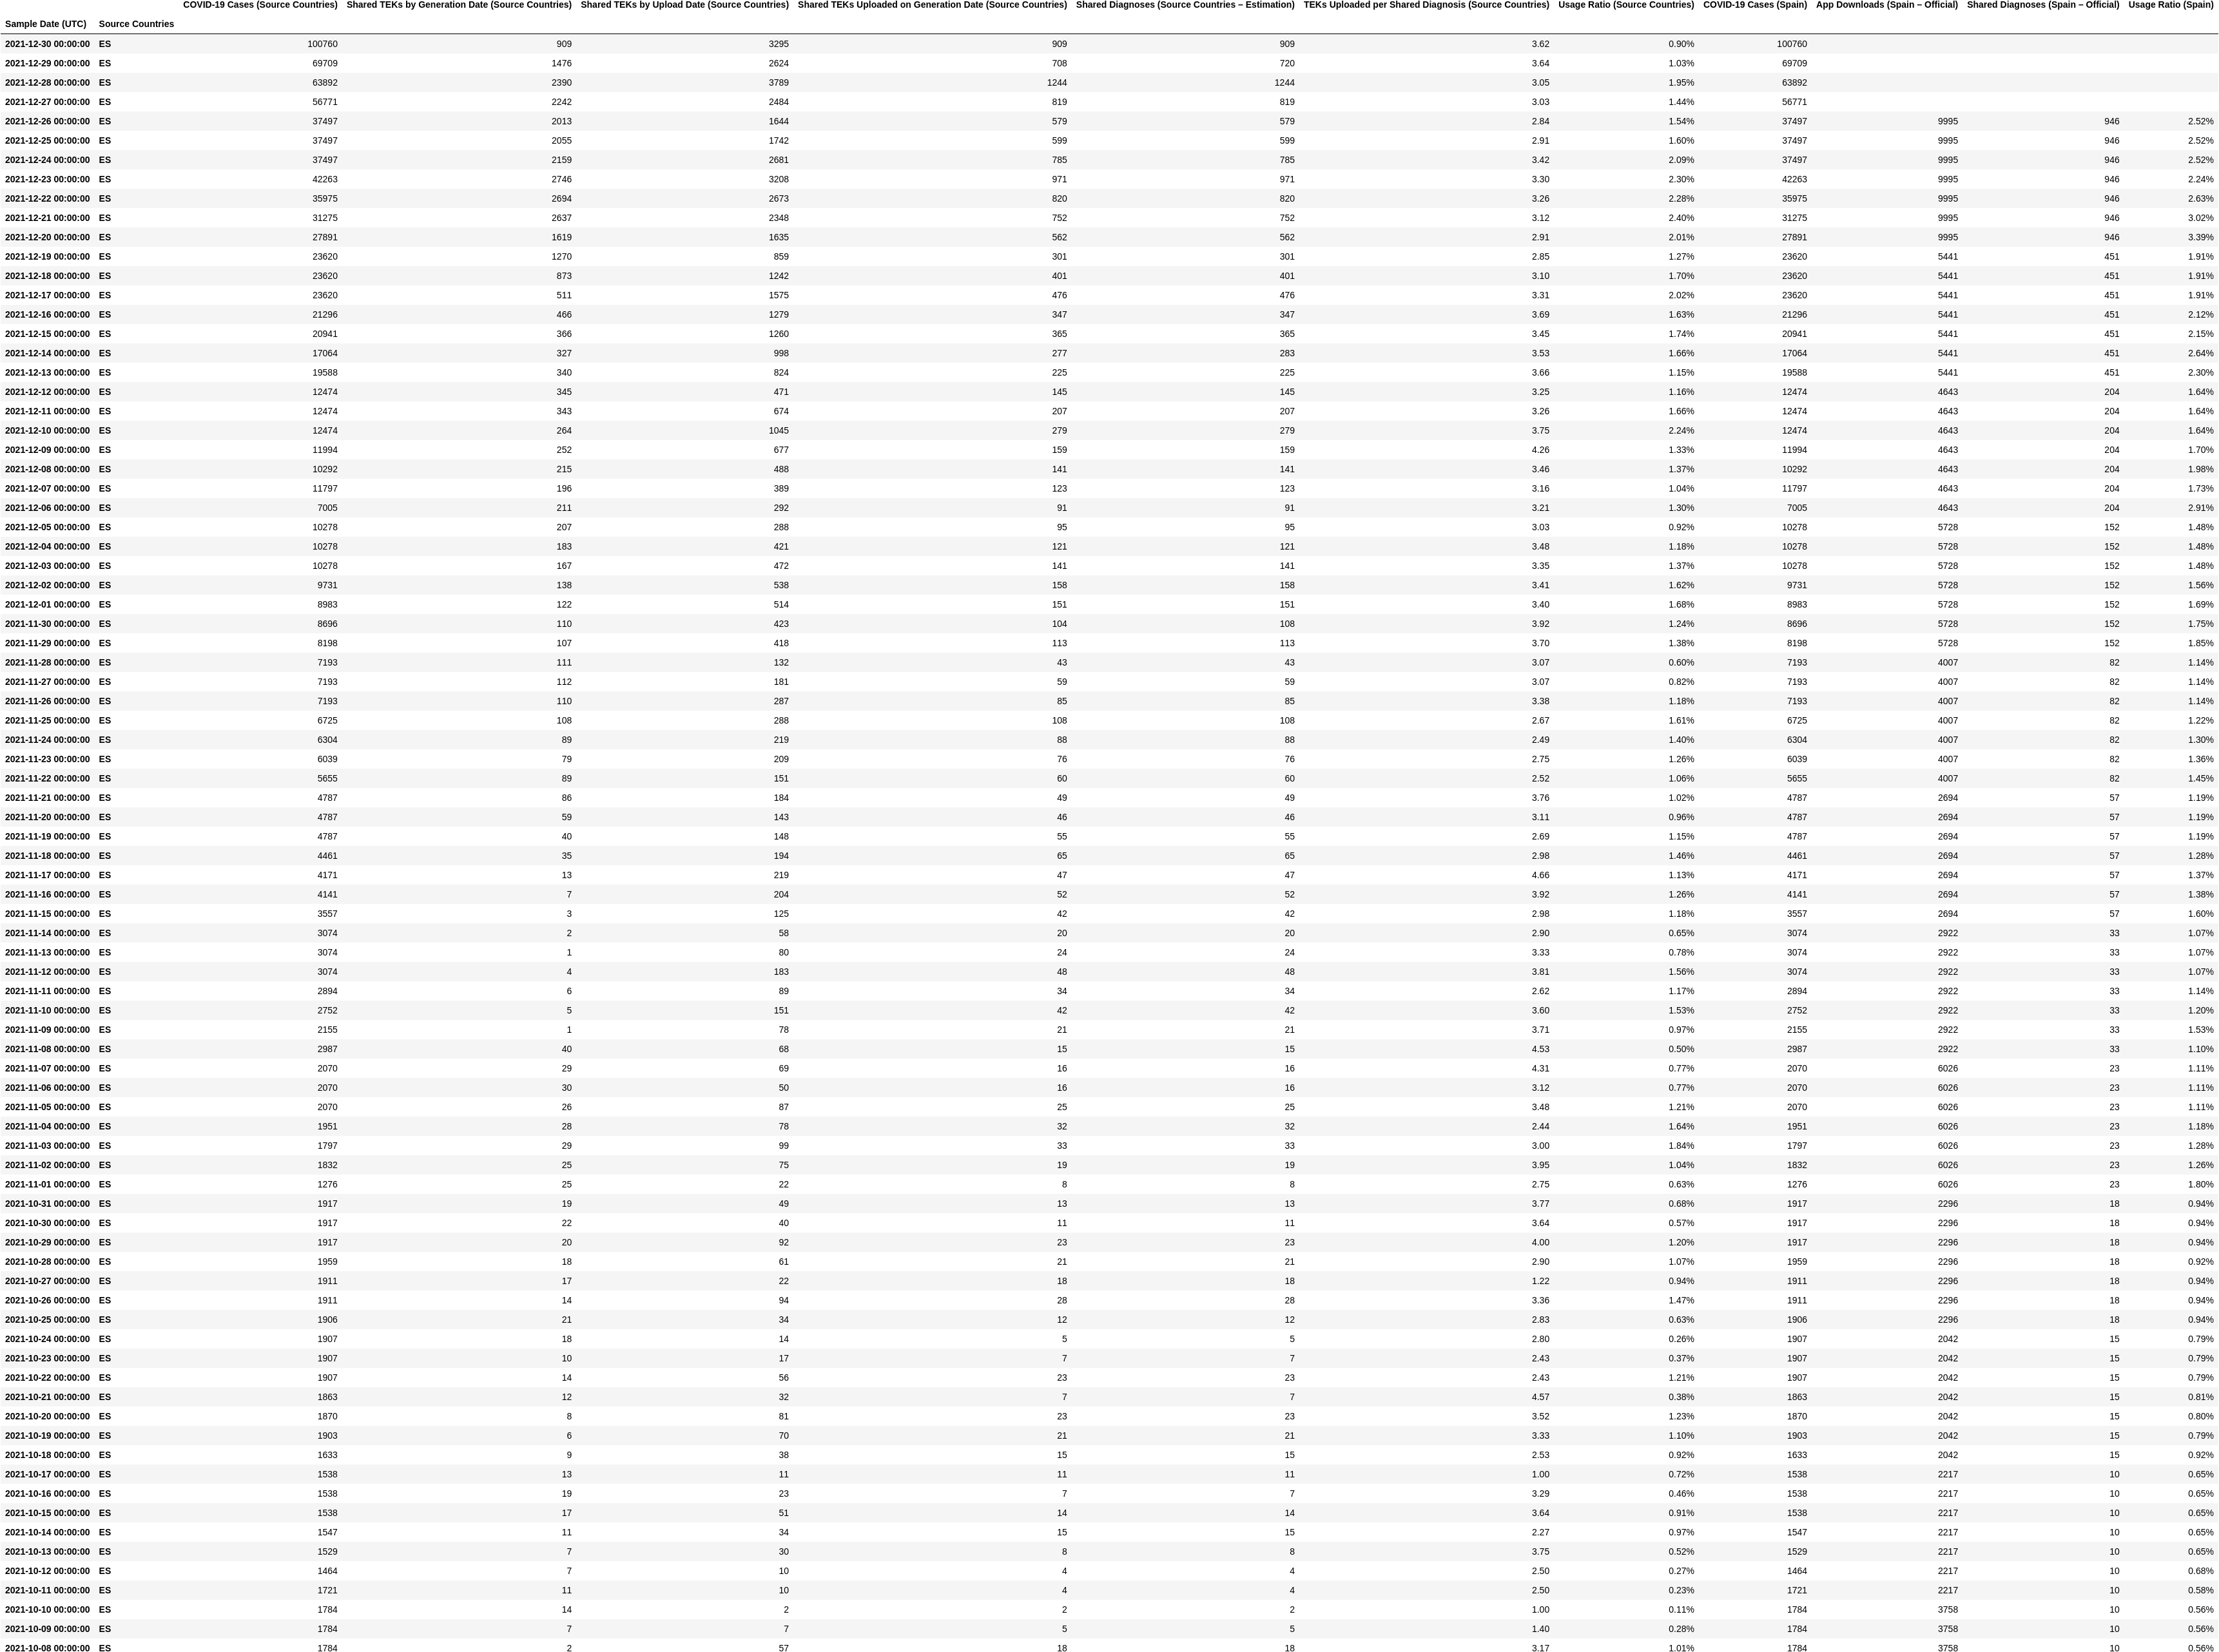 COVID-19 Cases (Source Countries) Shared TEKs by Generation Date (Source Countries) Shared TEKs by Upload Date (Source Countries) Shared TEKs Uploaded on Generation Date (Source Countries) Shared Diagnoses (Source Countries – Estimation) TEKs Uploaded per Shared Diagnosis (Source Countries) Usage Ratio (Source Countries) COVID-19 Cases (Spain) App Downloads (Spain – Official) Shared Diagnoses (Spain – Official) Usage Ratio (Spain)
Sample Date (UTC) Source Countries
2021-12-30 00:00:00 ES 100760 909 3295 909 909 3.62 0.90% 100760
2021-12-29 00:00:00 ES 69709 1476 2624 708 720 3.64 1.03% 69709
2021-12-28 00:00:00 ES 63892 2390 3789 1244 1244 3.05 1.95% 63892
2021-12-27 00:00:00 ES 56771 2242 2484 819 819 3.03 1.44% 56771
2021-12-26 00:00:00 ES 37497 2013 1644 579 579 2.84 1.54% 37497 9995 946 2.52%
2021-12-25 00:00:00 ES 37497 2055 1742 599 599 2.91 1.60% 37497 9995 946 2.52%
2021-12-24 00:00:00 ES 37497 2159 2681 785 785 3.42 2.09% 37497 9995 946 2.52%
2021-12-23 00:00:00 ES 42263 2746 3208 971 971 3.30 2.30% 42263 9995 946 2.24%
2021-12-22 00:00:00 ES 35975 2694 2673 820 820 3.26 2.28% 35975 9995 946 2.63%
2021-12-21 00:00:00 ES 31275 2637 2348 752 752 3.12 2.40% 31275 9995 946 3.02%
2021-12-20 00:00:00 ES 27891 1619 1635 562 562 2.91 2.01% 27891 9995 946 3.39%
2021-12-19 00:00:00 ES 23620 1270 859 301 301 2.85 1.27% 23620 5441 451 1.91%
2021-12-18 00:00:00 ES 23620 873 1242 401 401 3.10 1.70% 23620 5441 451 1.91%
2021-12-17 00:00:00 ES 23620 511 1575 476 476 3.31 2.02% 23620 5441 451 1.91%
2021-12-16 00:00:00 ES 21296 466 1279 347 347 3.69 1.63% 21296 5441 451 2.12%
2021-12-15 00:00:00 ES 20941 366 1260 365 365 3.45 1.74% 20941 5441 451 2.15%
2021-12-14 00:00:00 ES 17064 327 998 277 283 3.53 1.66% 17064 5441 451 2.64%
2021-12-13 00:00:00 ES 19588 340 824 225 225 3.66 1.15% 19588 5441 451 2.30%
2021-12-12 00:00:00 ES 12474 345 471 145 145 3.25 1.16% 12474 4643 204 1.64%
2021-12-11 00:00:00 ES 12474 343 674 207 207 3.26 1.66% 12474 4643 204 1.64%
2021-12-10 00:00:00 ES 12474 264 1045 279 279 3.75 2.24% 12474 4643 204 1.64%
2021-12-09 00:00:00 ES 11994 252 677 159 159 4.26 1.33% 11994 4643 204 1.70%
2021-12-08 00:00:00 ES 10292 215 488 141 141 3.46 1.37% 10292 4643 204 1.98%
2021-12-07 00:00:00 ES 11797 196 389 123 123 3.16 1.04% 11797 4643 204 1.73%
2021-12-06 00:00:00 ES 7005 211 292 91 91 3.21 1.30% 7005 4643 204 2.91%
2021-12-05 00:00:00 ES 10278 207 288 95 95 3.03 0.92% 10278 5728 152 1.48%
2021-12-04 00:00:00 ES 10278 183 421 121 121 3.48 1.18% 10278 5728 152 1.48%
2021-12-03 00:00:00 ES 10278 167 472 141 141 3.35 1.37% 10278 5728 152 1.48%
2021-12-02 00:00:00 ES 9731 138 538 158 158 3.41 1.62% 9731 5728 152 1.56%
2021-12-01 00:00:00 ES 8983 122 514 151 151 3.40 1.68% 8983 5728 152 1.69%
2021-11-30 00:00:00 ES 8696 110 423 104 108 3.92 1.24% 8696 5728 152 1.75%
2021-11-29 00:00:00 ES 8198 107 418 113 113 3.70 1.38% 8198 5728 152 1.85%
2021-11-28 00:00:00 ES 7193 111 132 43 43 3.07 0.60% 7193 4007 82 1.14%
2021-11-27 00:00:00 ES 7193 112 181 59 59 3.07 0.82% 7193 4007 82 1.14%
2021-11-26 00:00:00 ES 7193 110 287 85 85 3.38 1.18% 7193 4007 82 1.14%
2021-11-25 00:00:00 ES 6725 108 288 108 108 2.67 1.61% 6725 4007 82 1.22%
2021-11-24 00:00:00 ES 6304 89 219 88 88 2.49 1.40% 6304 4007 82 1.30%
2021-11-23 00:00:00 ES 6039 79 209 76 76 2.75 1.26% 6039 4007 82 1.36%
2021-11-22 00:00:00 ES 5655 89 151 60 60 2.52 1.06% 5655 4007 82 1.45%
2021-11-21 00:00:00 ES 4787 86 184 49 49 3.76 1.02% 4787 2694 57 1.19%
2021-11-20 00:00:00 ES 4787 59 143 46 46 3.11 0.96% 4787 2694 57 1.19%
2021-11-19 00:00:00 ES 4787 40 148 55 55 2.69 1.15% 4787 2694 57 1.19%
2021-11-18 00:00:00 ES 4461 35 194 65 65 2.98 1.46% 4461 2694 57 1.28%
2021-11-17 00:00:00 ES 4171 13 219 47 47 4.66 1.13% 4171 2694 57 1.37%
2021-11-16 00:00:00 ES 4141 7 204 52 52 3.92 1.26% 4141 2694 57 1.38%
2021-11-15 00:00:00 ES 3557 3 125 42 42 2.98 1.18% 3557 2694 57 1.60%
2021-11-14 00:00:00 ES 3074 2 58 20 20 2.90 0.65% 3074 2922 33 1.07%
2021-11-13 00:00:00 ES 3074 1 80 24 24 3.33 0.78% 3074 2922 33 1.07%
2021-11-12 00:00:00 ES 3074 4 183 48 48 3.81 1.56% 3074 2922 33 1.07%
2021-11-11 00:00:00 ES 2894 6 89 34 34 2.62 1.17% 2894 2922 33 1.14%
2021-11-10 00:00:00 ES 2752 5 151 42 42 3.60 1.53% 2752 2922 33 1.20%
2021-11-09 00:00:00 ES 2155 1 78 21 21 3.71 0.97% 2155 2922 33 1.53%
2021-11-08 00:00:00 ES 2987 40 68 15 15 4.53 0.50% 2987 2922 33 1.10%
2021-11-07 00:00:00 ES 2070 29 69 16 16 4.31 0.77% 2070 6026 23 1.11%
2021-11-06 00:00:00 ES 2070 30 50 16 16 3.12 0.77% 2070 6026 23 1.11%
2021-11-05 00:00:00 ES 2070 26 87 25 25 3.48 1.21% 2070 6026 23 1.11%
2021-11-04 00:00:00 ES 1951 28 78 32 32 2.44 1.64% 1951 6026 23 1.18%
2021-11-03 00:00:00 ES 1797 29 99 33 33 3.00 1.84% 1797 6026 23 1.28%
2021-11-02 00:00:00 ES 1832 25 75 19 19 3.95 1.04% 1832 6026 23 1.26%
2021-11-01 00:00:00 ES 1276 25 22 8 8 2.75 0.63% 1276 6026 23 1.80%
2021-10-31 00:00:00 ES 1917 19 49 13 13 3.77 0.68% 1917 2296 18 0.94%
2021-10-30 00:00:00 ES 1917 22 40 11 11 3.64 0.57% 1917 2296 18 0.94%
2021-10-29 00:00:00 ES 1917 20 92 23 23 4.00 1.20% 1917 2296 18 0.94%
2021-10-28 00:00:00 ES 1959 18 61 21 21 2.90 1.07% 1959 2296 18 0.92%
2021-10-27 00:00:00 ES 1911 17 22 18 18 1.22 0.94% 1911 2296 18 0.94%
2021-10-26 00:00:00 ES 1911 14 94 28 28 3.36 1.47% 1911 2296 18 0.94%
2021-10-25 00:00:00 ES 1906 21 34 12 12 2.83 0.63% 1906 2296 18 0.94%
2021-10-24 00:00:00 ES 1907 18 14 5 5 2.80 0.26% 1907 2042 15 0.79%
2021-10-23 00:00:00 ES 1907 10 17 7 7 2.43 0.37% 1907 2042 15 0.79%
2021-10-22 00:00:00 ES 1907 14 56 23 23 2.43 1.21% 1907 2042 15 0.79%
2021-10-21 00:00:00 ES 1863 12 32 7 7 4.57 0.38% 1863 2042 15 0.81%
2021-10-20 00:00:00 ES 1870 8 81 23 23 3.52 1.23% 1870 2042 15 0.80%
2021-10-19 00:00:00 ES 1903 6 70 21 21 3.33 1.10% 1903 2042 15 0.79%
2021-10-18 00:00:00 ES 1633 9 38 15 15 2.53 0.92% 1633 2042 15 0.92%
2021-10-17 00:00:00 ES 1538 13 11 11 11 1.00 0.72% 1538 2217 10 0.65%
2021-10-16 00:00:00 ES 1538 19 23 7 7 3.29 0.46% 1538 2217 10 0.65%
2021-10-15 00:00:00 ES 1538 17 51 14 14 3.64 0.91% 1538 2217 10 0.65%
2021-10-14 00:00:00 ES 1547 11 34 15 15 2.27 0.97% 1547 2217 10 0.65%
2021-10-13 00:00:00 ES 1529 7 30 8 8 3.75 0.52% 1529 2217 10 0.65%
2021-10-12 00:00:00 ES 1464 7 10 4 4 2.50 0.27% 1464 2217 10 0.68%
2021-10-11 00:00:00 ES 1721 11 10 4 4 2.50 0.23% 1721 2217 10 0.58%
2021-10-10 00:00:00 ES 1784 14 2 2 2 1.00 0.11% 1784 3758 10 0.56%
2021-10-09 00:00:00 ES 1784 7 7 5 5 1.40 0.28% 1784 3758 10 0.56%
2021-10-08 00:00:00 ES 1784 2 57 18 18 3.17 1.01% 1784 3758 10 0.56%